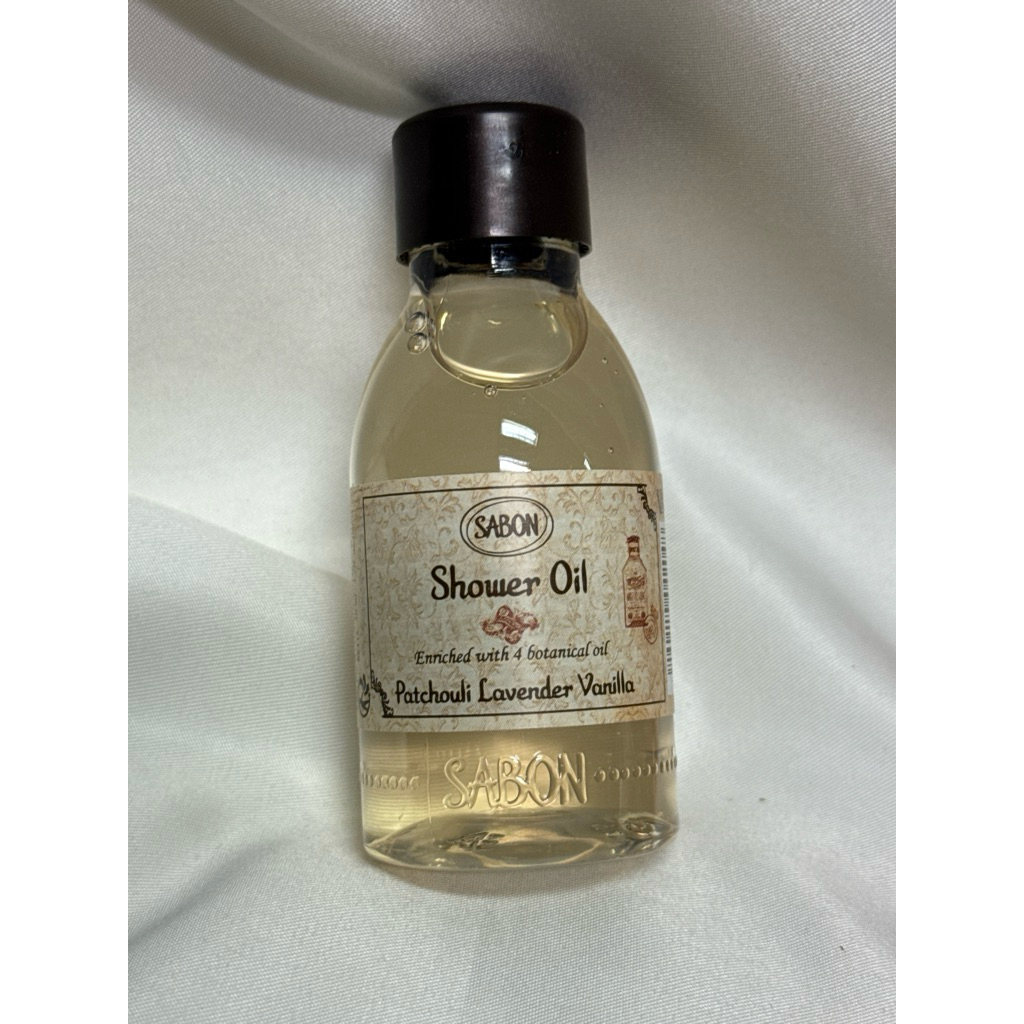 SABON
Shower Oil
Enriched with 4 botanical oil
Patchouli Lavender Vanilla
SABON